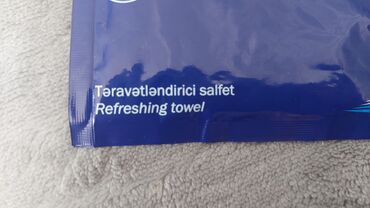 Təravətləndirici salfet
Refreshing towel